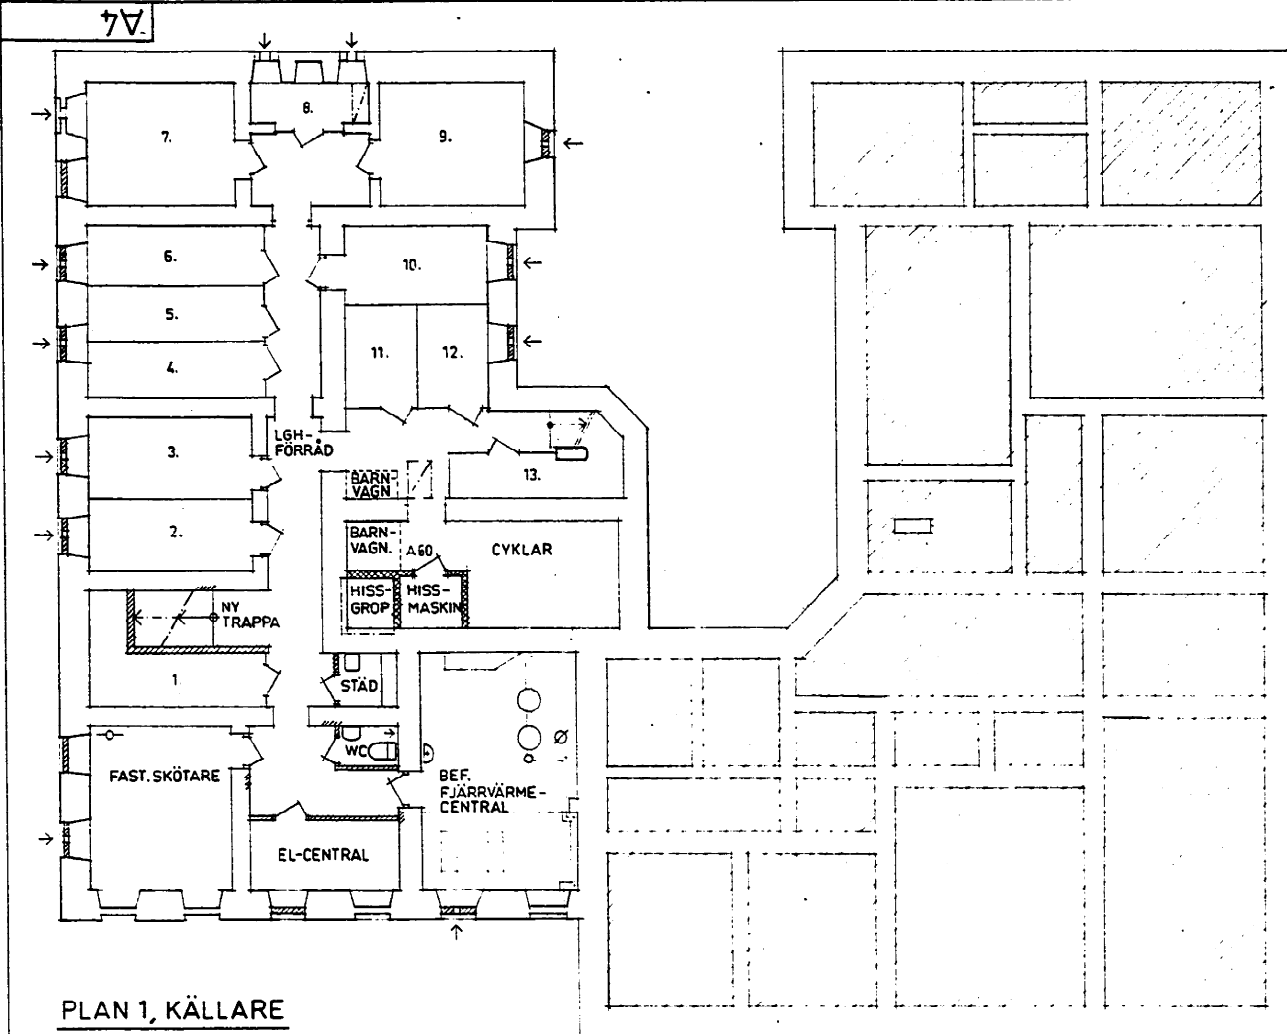 A4
8.
7.
9.
6.
10.
5.
11.
12.
4.
LGH-
FÖRRÅD
3.
13.
BARN-
VAGN
2.
BARN-
VAGN.
A60
CYKLAR
HISS-
GROP
HISS-
MASKIN
NY
TRAPPA
1
STÄD
WC
FAST. SKÖTARE
BEF.
FJÄRRVÄRME-
CENTRAL
EL-CENTRAL
PLAN 1, KÄLLARE